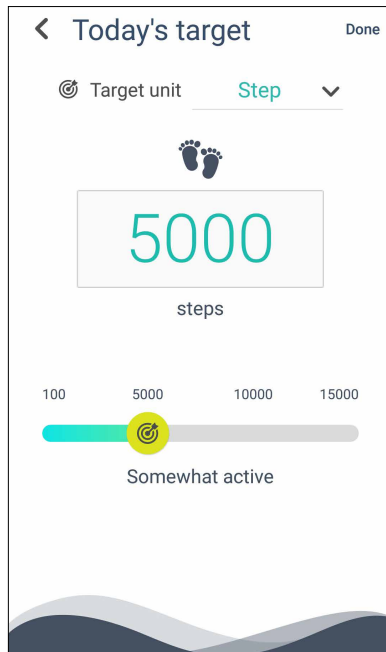 Today's target Done
Target unit Step
5000
steps
100 5000 10000 15000
Somewhat active